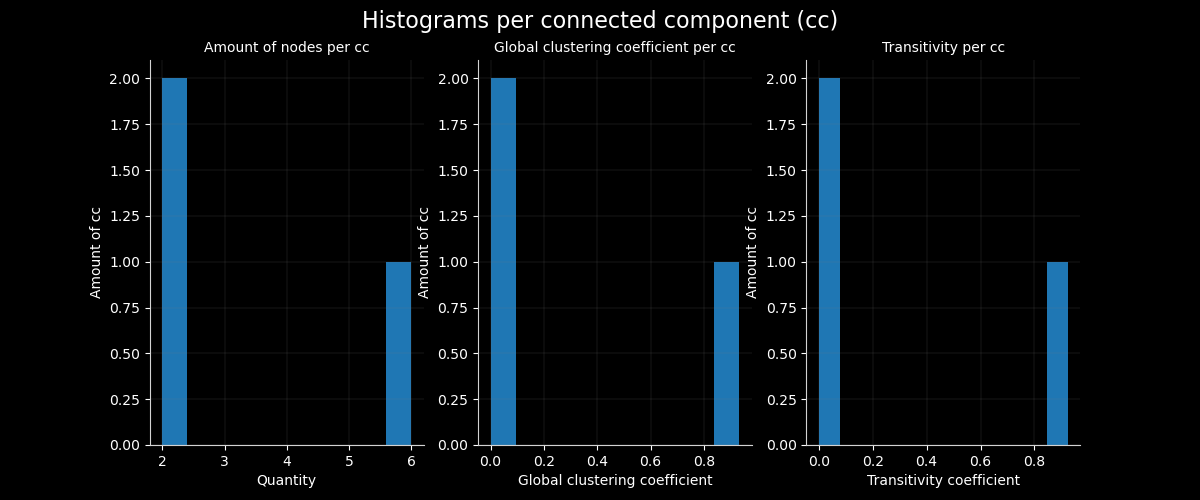 Histograms per connected component (cc)
Amount of nodes per cc
2.00
1.75
1.50
1.25
1.00
0.75
0.50
0.25
0.00
Amount of cc
2 3 4 5 6
Quantity
Global clustering coefficient per cc
2.00
1.75
1.50
1.25
1.00
0.75
0.50
0.25
0.00
Amount of cc
0.0 0.2 0.4 0.6 0.8
Global clustering coefficient
Transitivity per cc
2.00
1.75
1.50
1.25
1.00
0.75
0.50
0.25
0.00
Amount of cc
0.0 0.2 0.4 0.6 0.8
Transitivity coefficient